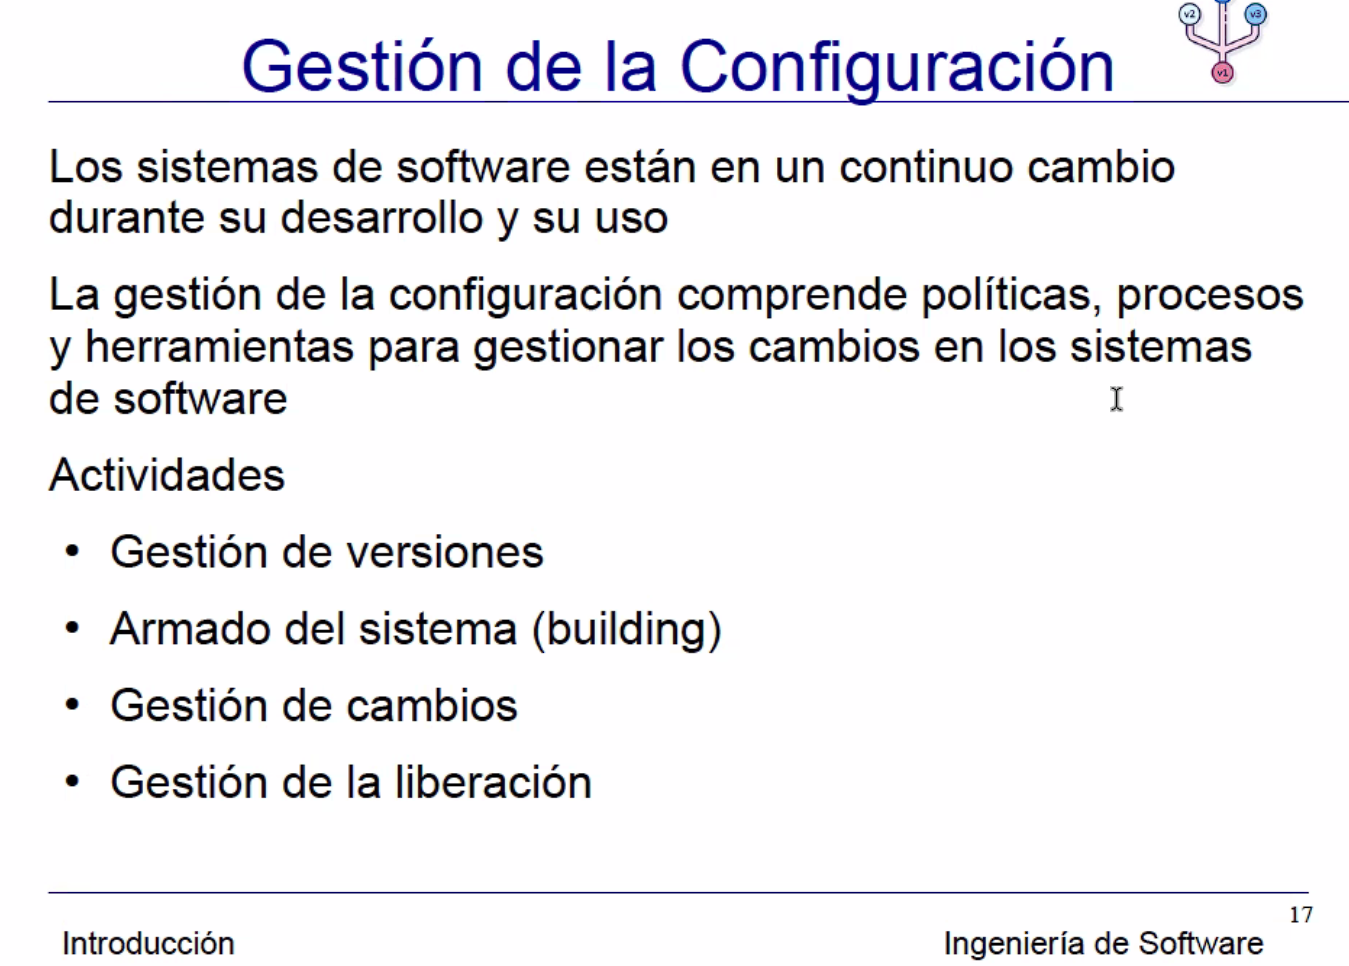 v2
v3
v1
Gestión de la Configuración
Los sistemas de software están en un continuo cambio
durante su desarrollo y su uso
La gestión de la configuración comprende políticas, procesos
y herramientas para gestionar los cambios en los sistemas
de software
Actividades
• Gestión de versiones
• Armado del sistema (building)
• Gestión de cambios
• Gestión de la liberación
17
Introducción
Ingeniería de Software